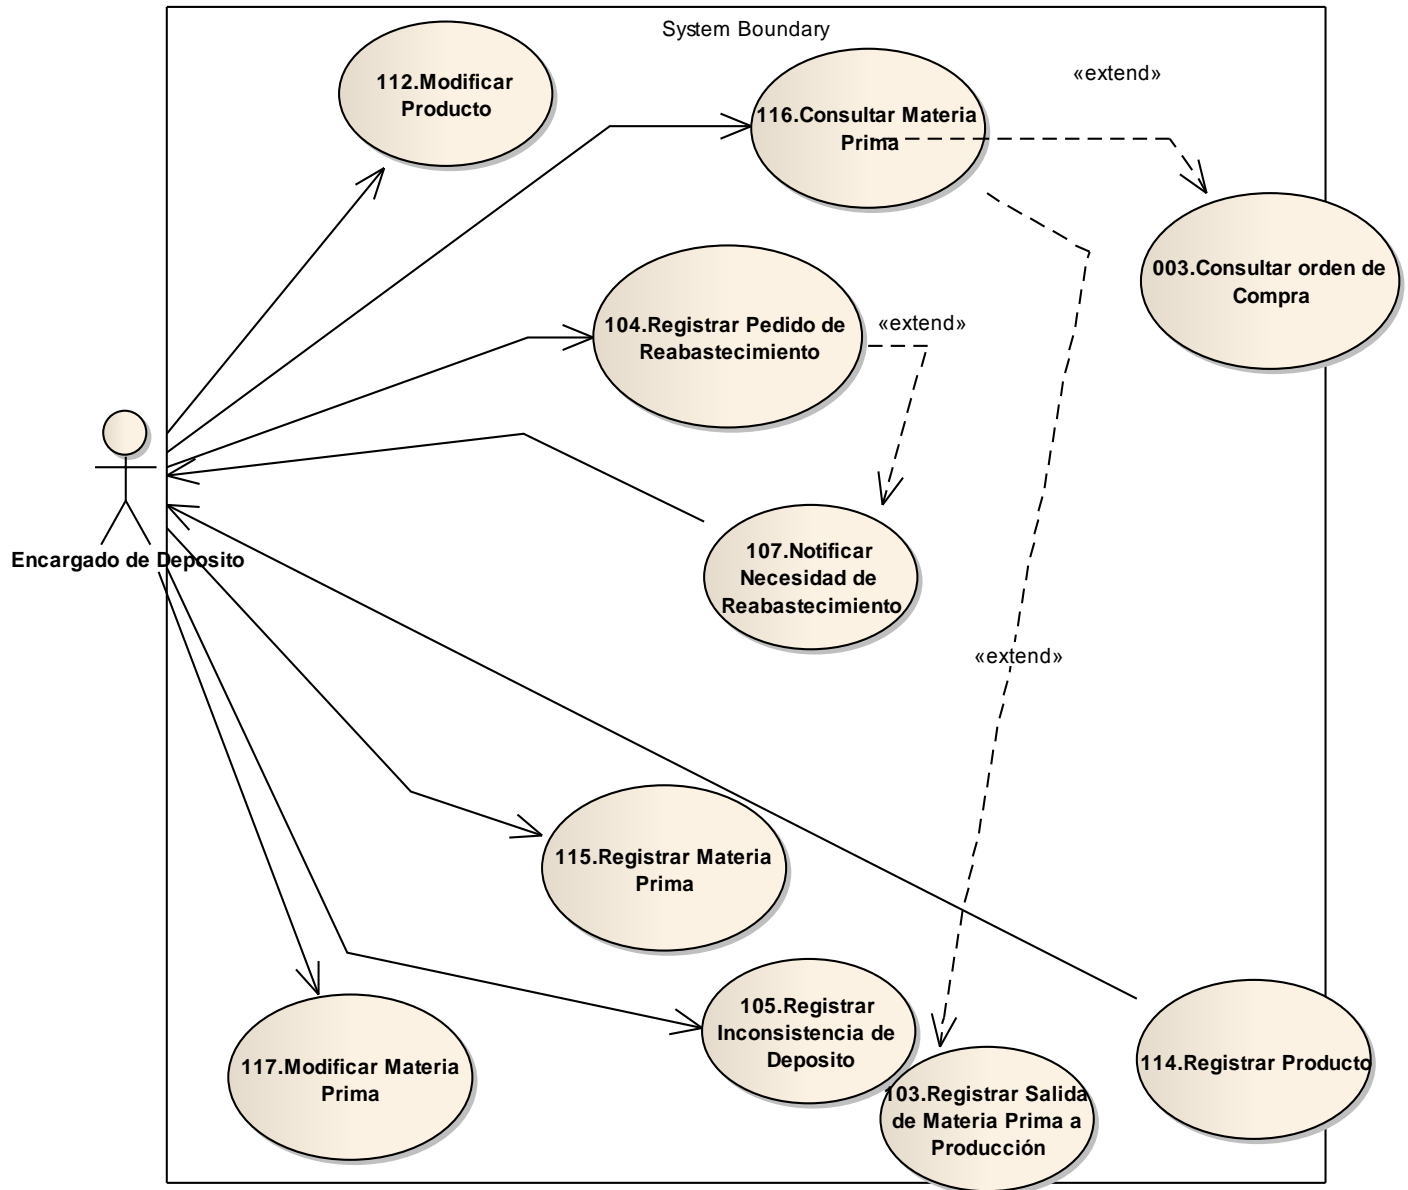 System Boundary
112.Modificar
Producto
116.Consultar Materia
Prima
«extend»
003.Consultar orden de
Compra
104.Registrar Pedido de
Reabastecimiento
«extend»
Encargado de Deposito
107.Notificar
Necesidad de
Reabastecimiento
«extend»
115.Registrar Materia
Prima
105.Registrar
Inconsistencia de
Deposito
117.Modificar Materia
Prima
103.Registrar Salida
de Materia Prima a
Producción
114.Registrar Producto